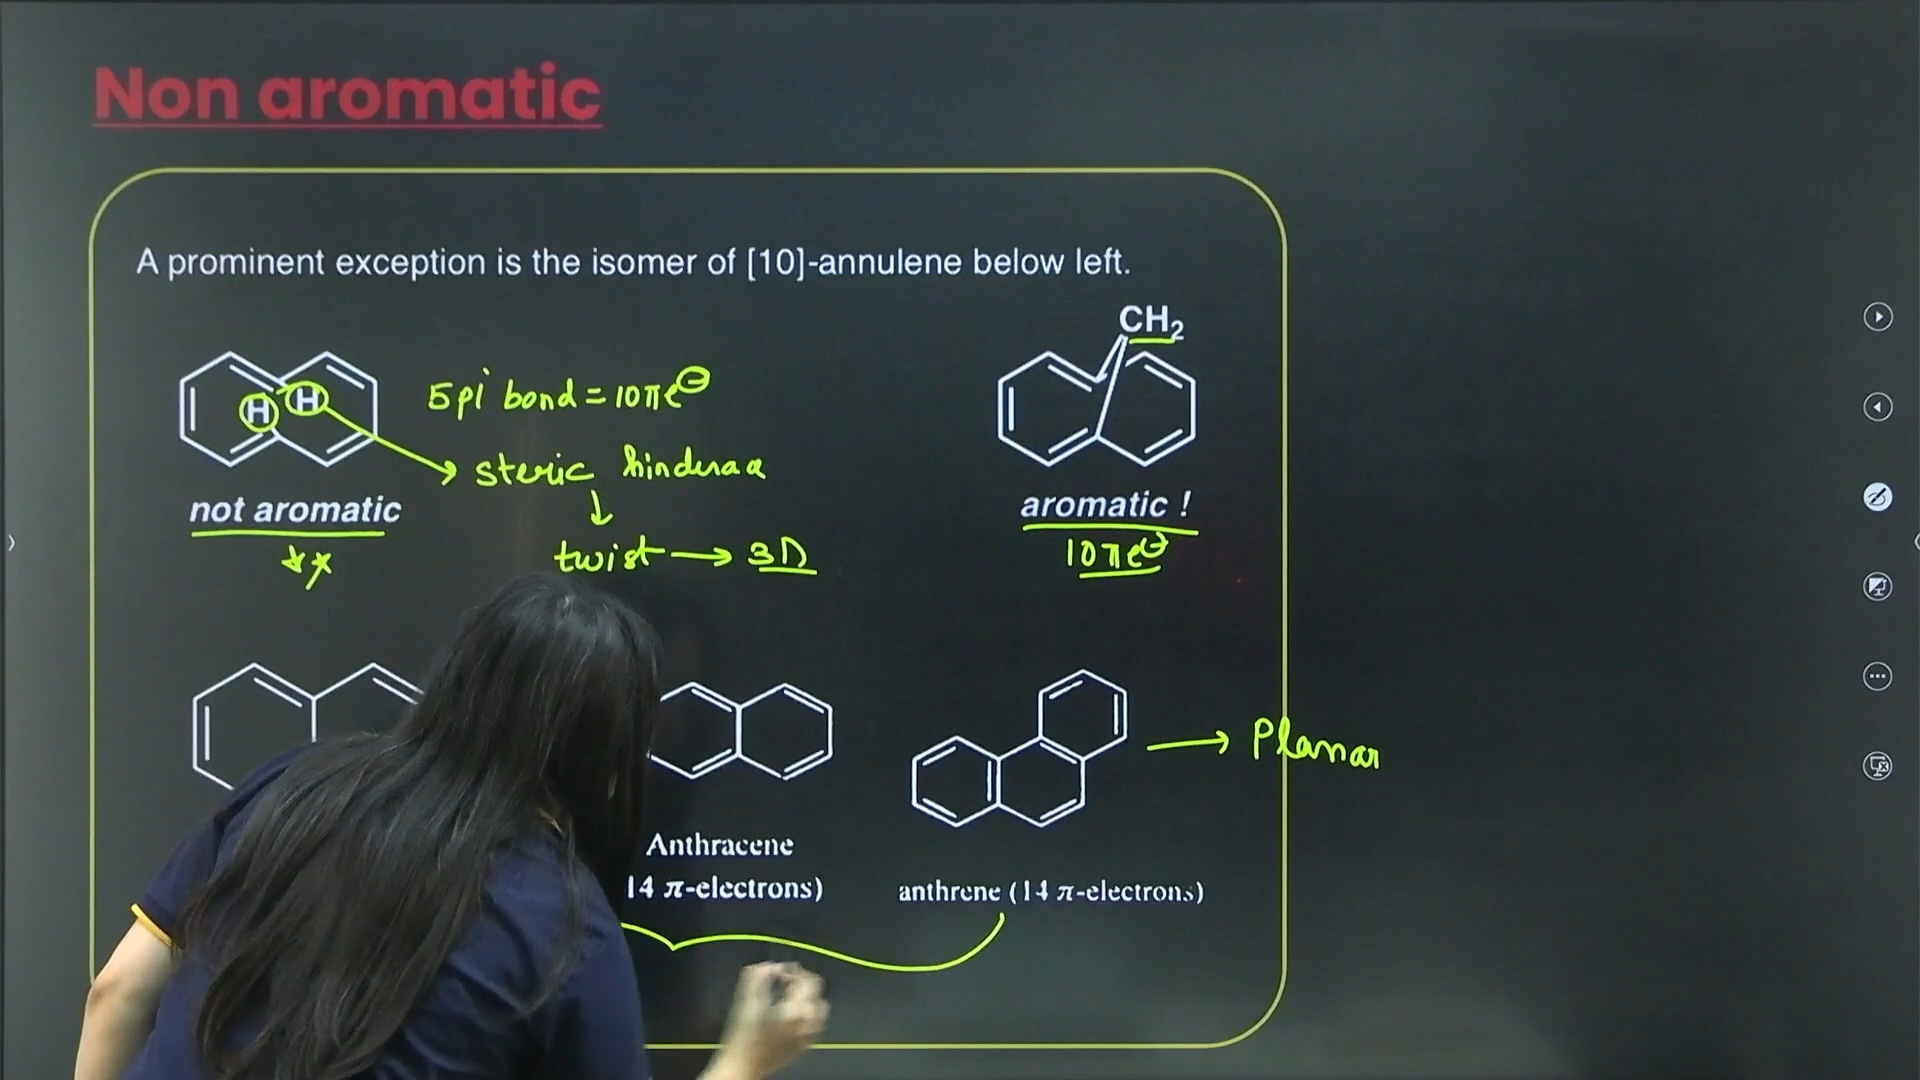 Non aromatic
A prominent exception is the isomer of [10]-annulene below left.
CH2
H H
5pi bond = 10πe⊖
steric
not aromatic
aromatic !
twist → 3D
10πe⊖
→ Planar
Anthracene
14 π-electrons)
anthrene (14 π-electrons)